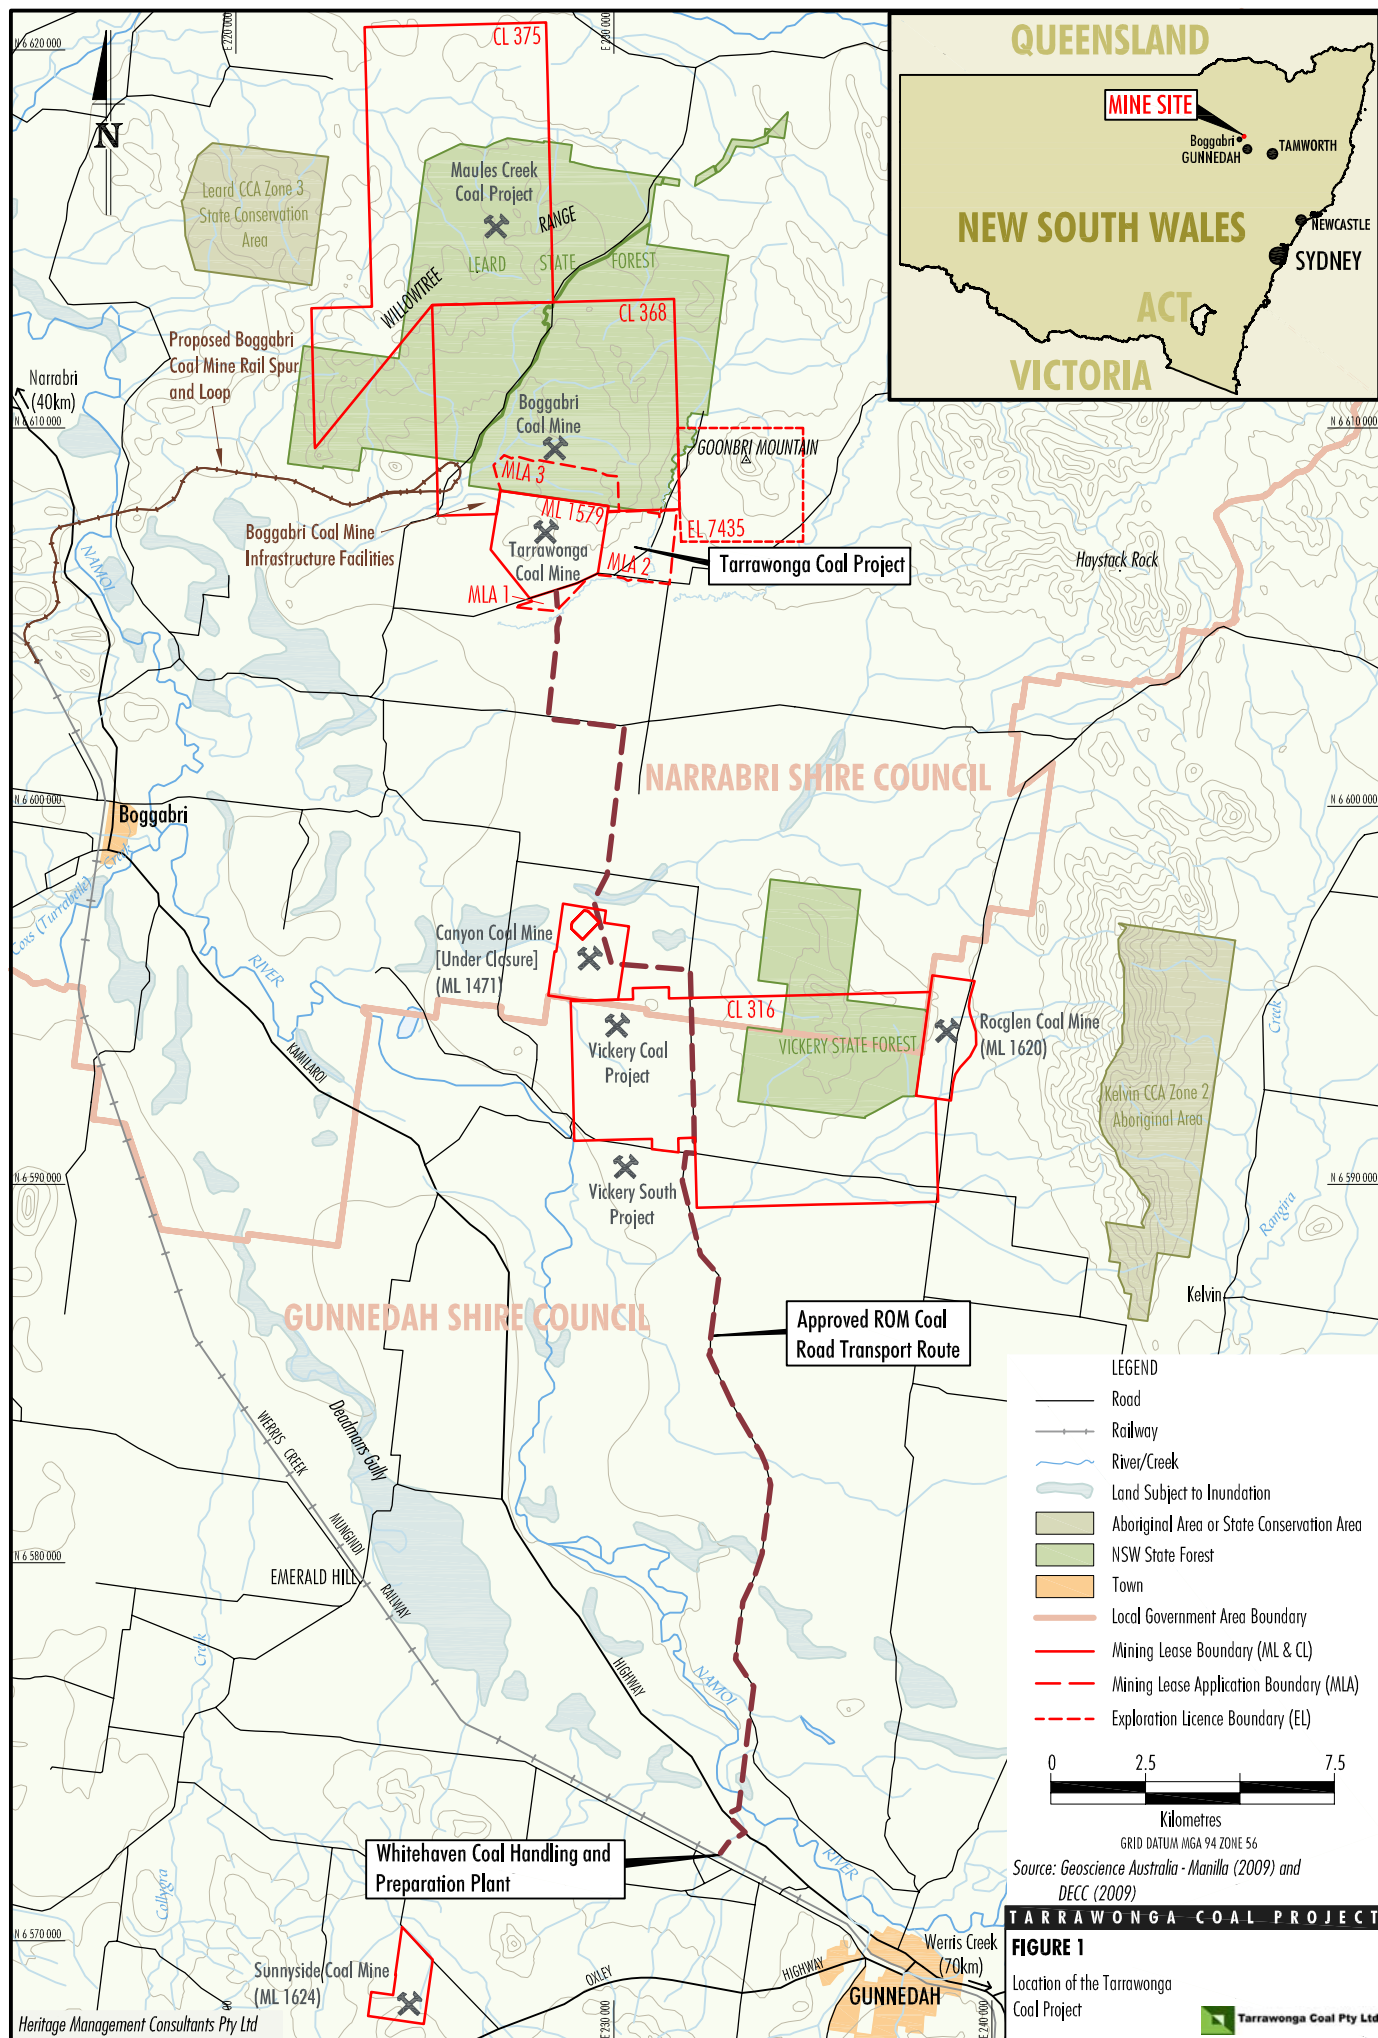 N 6 620 000
E 220 000
E 230 000
CL 375
N
QUEENSLAND
MINE SITE
Boggabri
GUNNEDAH
TAMWORTH
NEW SOUTH WALES
NEWCASTLE
SYDNEY
ACT
VICTORIA
Maules Creek
Coal Project
Leard CCA Zone 3
State Conservation
Area
RANGE
LEARD STATE FOREST
WILLOWTREE
CL 368
Proposed Boggabri
Coal Mine Rail Spur
and Loop
Narrabri
(40km)
N 6 610 000
N 6 610 000
Boggabri
Coal Mine
GOONBRI MOUNTAIN
MLA 3
ML 1579
EL 7435
Boggabri Coal Mine
Infrastructure Facilities
Tarrawonga
Coal Mine
MLA 2
Tarrawonga Coal Project
MLA 1
Haystack Rock
NAMOI
NARRABRI SHIRE COUNCIL
N 6 600 000
N 6 600 000
Boggabri
Coxs (Turrabeile) Creek
RIVER
Canyon Coal Mine
[Under Closure]
(ML 1471)
CL 316
Rocglen Coal Mine
(ML 1620)
VICKERY STATE FOREST
Vickery Coal
Project
KAMILAROI
Creek
Kelvin CCA Zone 2
Aboriginal Area
N 6 590 000
N 6 590 000
Vickery South
Project
Rangira
Kelvin
GUNNEDAH SHIRE COUNCIL
Approved ROM Coal
Road Transport Route
Deadmans Gully
WERRIS CREEK
MUNGINDI
RAILWAY
N 6 580 000
EMERALD HILL
Creek
HIGHWAY
NAMOI
LEGEND
Road
Railway
River/Creek
Land Subject to Inundation
Aboriginal Area or State Conservation Area
NSW State Forest
Town
Local Government Area Boundary
Mining Lease Boundary (ML & CL)
Mining Lease Application Boundary (MLA)
Exploration Licence Boundary (EL)
0 2.5 7.5
Kilometres
GRID DATUM MGA 94 ZONE 56
Source: Geoscience Australia - Manilla (2009) and
DECC (2009)
Whitehaven Coal Handling and
Preparation Plant
RIVER
Collygra
N 6 570 000
Sunnyside Coal Mine
(ML 1624)
OXLEY
HIGHWAY
Werris Creek
(70km)
GUNNEDAH
E 230 000
E 240 000
Heritage Management Consultants Pty Ltd
TARRAWONGA COAL PROJECT
FIGURE 1
Location of the Tarrawonga
Coal Project
Tarrawonga Coal Pty Ltd